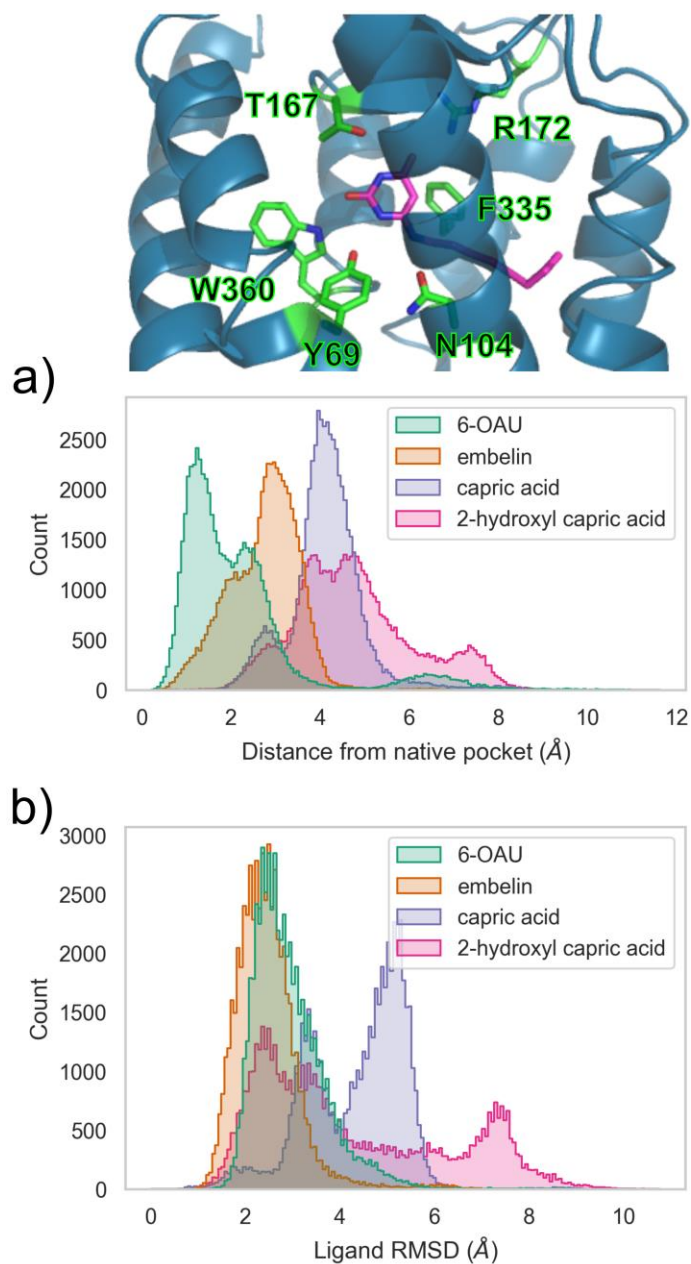 T167
R172
F335
W360
Y69
N104
a)
2500
2000
1500
1000
500
0
Count
6-OAU
embelin
capric acid
2-hydroxyl capric acid
0 2 4 6 8 10 12
Distance from native pocket (Å)
b)
3000
2500
2000
1500
1000
500
0
Count
6-OAU
embelin
capric acid
2-hydroxyl capric acid
0 2 4 6 8 10
Ligand RMSD (Å)